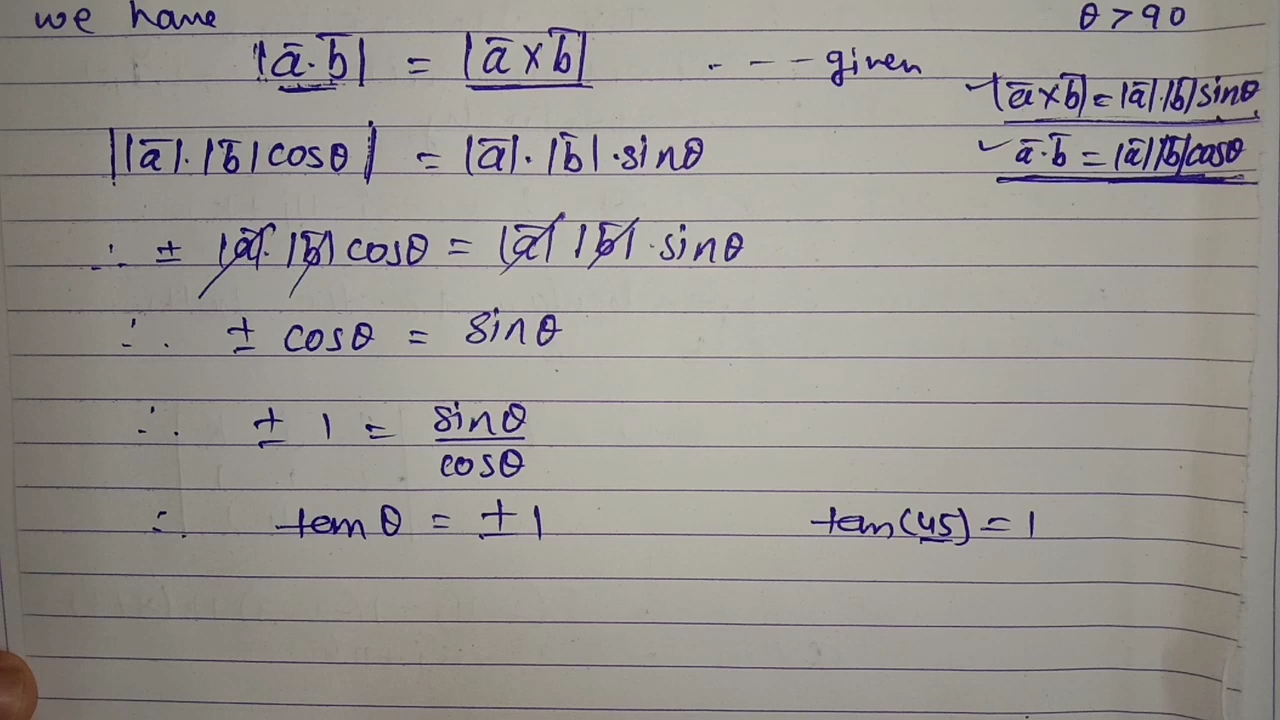 we have
θ > 90
|a̅·b̅| = |a̅×b̅| ---- given
|a̅×b̅| = |a̅|·|b̅|sinθ
||a̅|·|b̅|cosθ| = |a̅|·|b̅|·sinθ
a̅·b̅ = |a̅||b̅|cosθ
∴ ± |a̅|·|b̅|cosθ = |a̅||b̅|·sinθ
∴ ± cosθ = sinθ
∴ ± 1 = sinθ/cosθ
∴ tanθ = ±1
tan(45) = 1